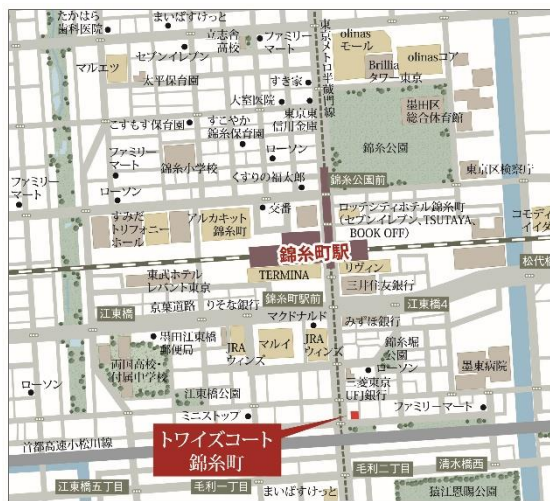 たかはら
歯科医院
まいばすけっと
立志舎
高校
ファミリー
マート
東京メトロ半蔵門線
olinas
モール
olinasコア
マルエツ
セブンイレブン
太平保育園
すき家
Brillia
タワー東京
大室医院
東京東
信用金庫
墨田区
総合体育館
こすもす保育園
すこやか
錦糸保育園
ファミリー
マート
錦糸小学校
ローソン
錦糸公園
東京区検察庁
ファミリー
マート
ローソン
くすりの福太郎
錦糸公園前
交番
すみだ
トリフォニー
ホール
アルカキット
錦糸町
ロッテシティホテル錦糸町
(セブンイレブン、TSUTAYA、
BOOK OFF)
コモディ
イイダ
錦糸町駅
松代橋
東武ホテル
レバント東京
TERMINA
リヴィン
三井住友銀行
江東橋
京葉道路
りそな銀行
錦糸町駅前
江東橋4
マクドナルド
みずほ銀行
墨田江東橋
郵便局
JRA
ウィンズ
マルイ
JRA
ウィンズ
錦糸堀
公園
両国高校・
付属中学校
ローソン
墨東病院
ローソン
江東橋公園
三菱東京
UFJ銀行
ミニストップ
ファミリーマート
首都高速小松川線
トワイズコート
錦糸町
江東橋五丁目
毛利一丁目
毛利二丁目
清水橋西
まいばすけっと
猿江恩賜公園